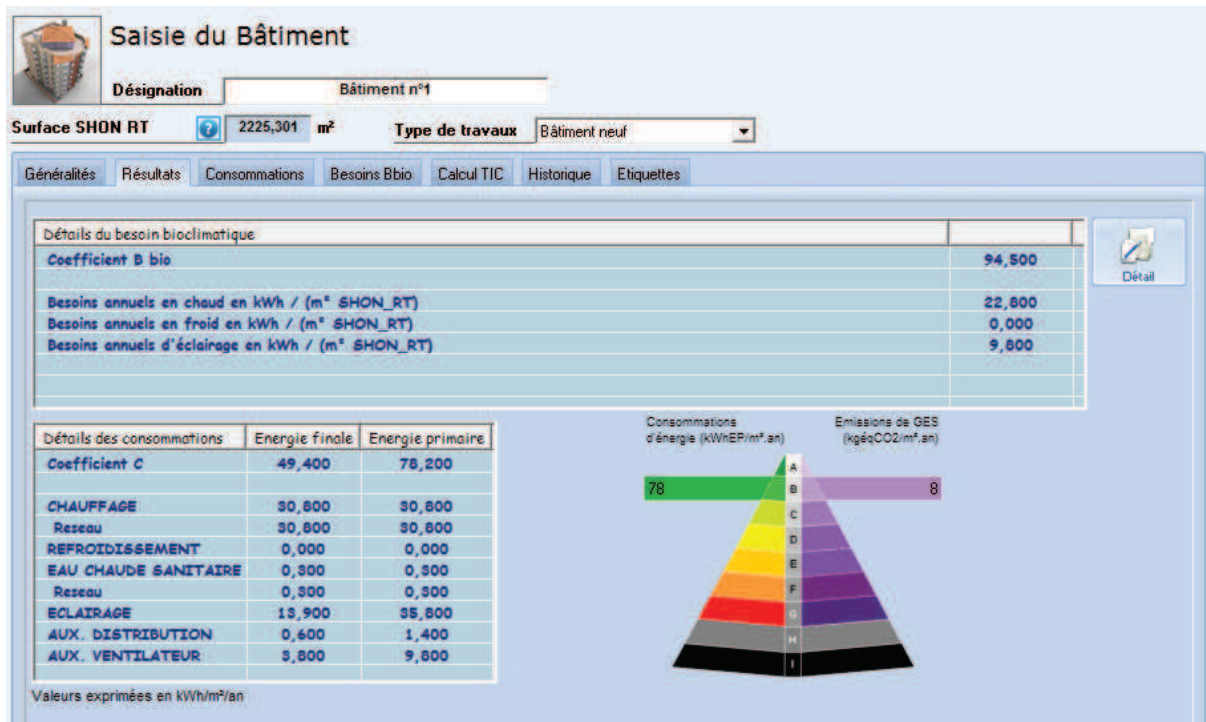 Saisie du Bâtiment
Désignation Bâtiment n°1
Surface SHON RT ? 2225,301 m² Type de travaux Bâtiment neuf
Généralités Résultats Consommations Besoins Bbio Calcul TIC Historique Etiquettes
Détails du besoin bioclimatique
Coefficient B bio 94,500
Besoins annuels en chaud en kWh / (m² SHON_RT) 22,800
Besoins annuels en froid en kWh / (m² SHON_RT) 0,000
Besoins annuels d'éclairage en kWh / (m² SHON_RT) 9,800
Détail
Détails des consommations Energie finale Energie primaire
Coefficient C 49,400 78,200
CHAUFFAGE 30,800 30,800
Reseau 30,800 30,800
REFROIDISSEMENT 0,000 0,000
EAU CHAUDE SANITAIRE 0,300 0,300
Reseau 0,300 0,300
ECLAIRAGE 13,900 35,800
AUX. DISTRIBUTION 0,600 1,400
AUX. VENTILATEUR 3,800 9,800
Valeurs exprimées en kWh/m²/an
Consommations
d'énergie (kWhEP/m².an)
Emissions de GES
(kgéqCO2/m².an)
A
78 B 8
C
D
E
F
G
H
I